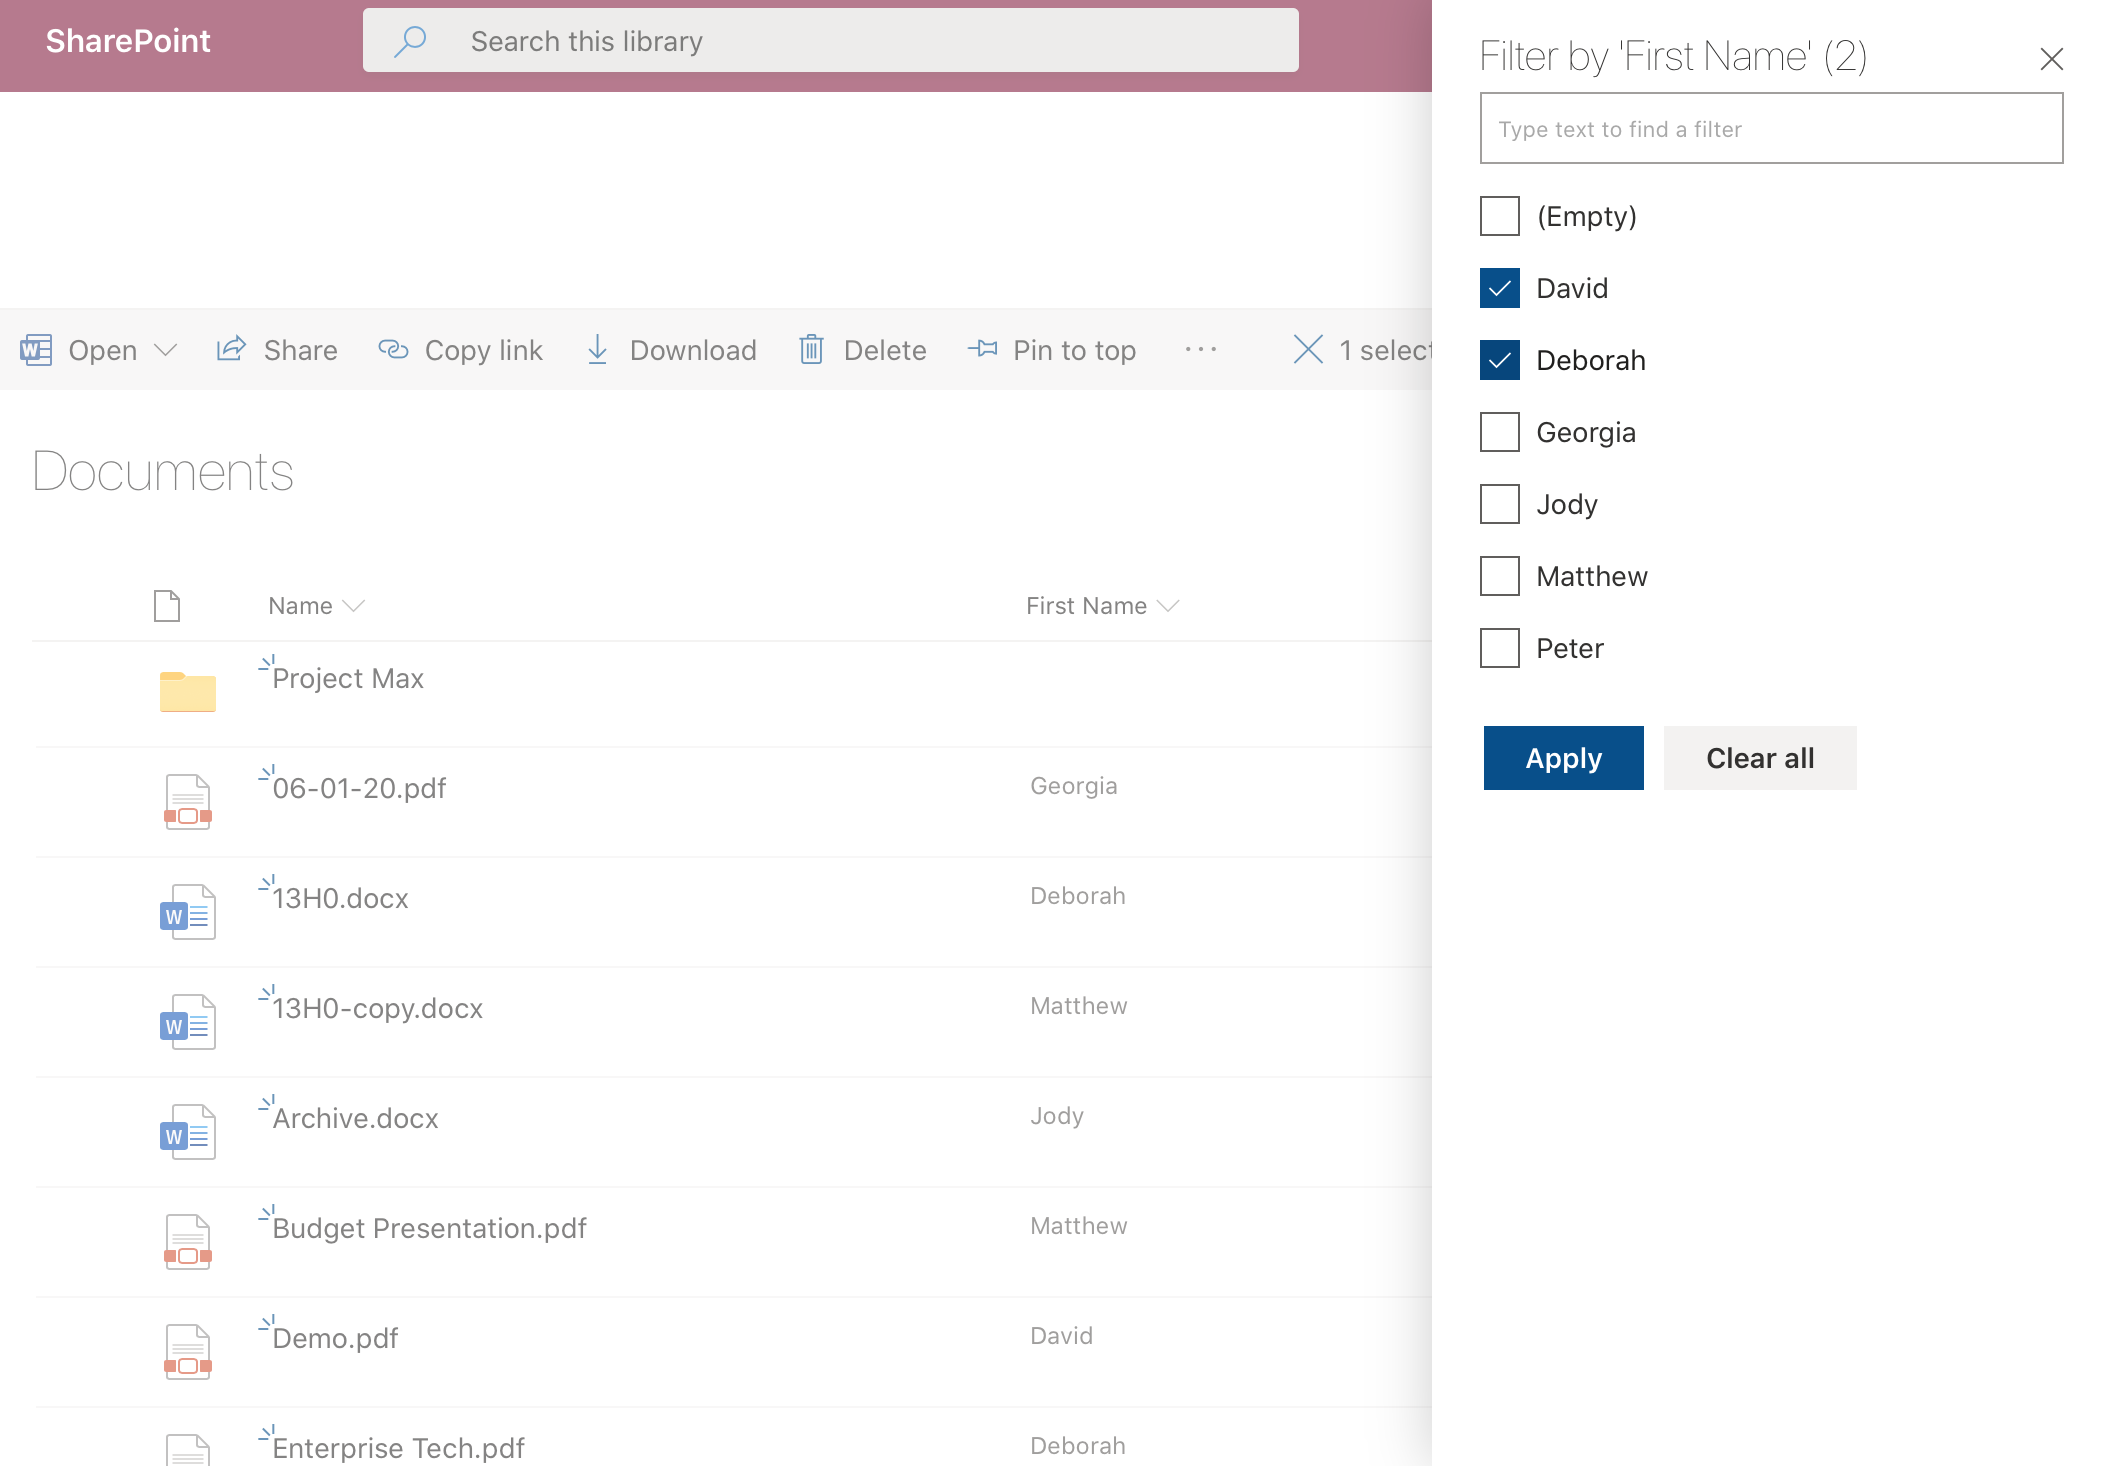 SharePoint
Search this library
Open
Share
Copy link
Download
Delete
Pin to top
1 select
Documents
Name
First Name
Project Max
06-01-20.pdf
Georgia
13H0.docx
Deborah
13H0-copy.docx
Matthew
Archive.docx
Jody
Budget Presentation.pdf
Matthew
Demo.pdf
David
Enterprise Tech.pdf
Deborah
Filter by 'First Name' (2)
Type text to find a filter
(Empty)
David
Deborah
Georgia
Jody
Matthew
Peter
Apply
Clear all